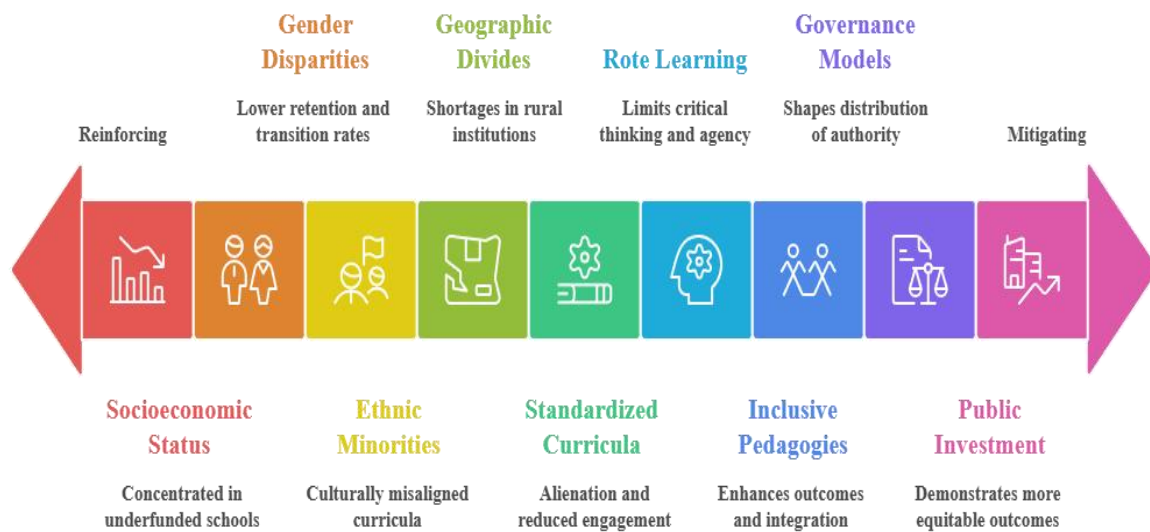 Gender
Disparities
Lower retention and
transition rates
Geographic
Divides
Shortages in rural
institutions
Rote Learning
Limits critical
thinking and agency
Governance
Models
Shapes distribution
of authority
Reinforcing
Mitigating
Socioeconomic
Status
Concentrated in
underfunded schools
Ethnic
Minorities
Culturally misaligned
curricula
Standardized
Curricula
Alienation and
reduced engagement
Inclusive
Pedagogies
Enhances outcomes
and integration
Public
Investment
Demonstrates more
equitable outcomes